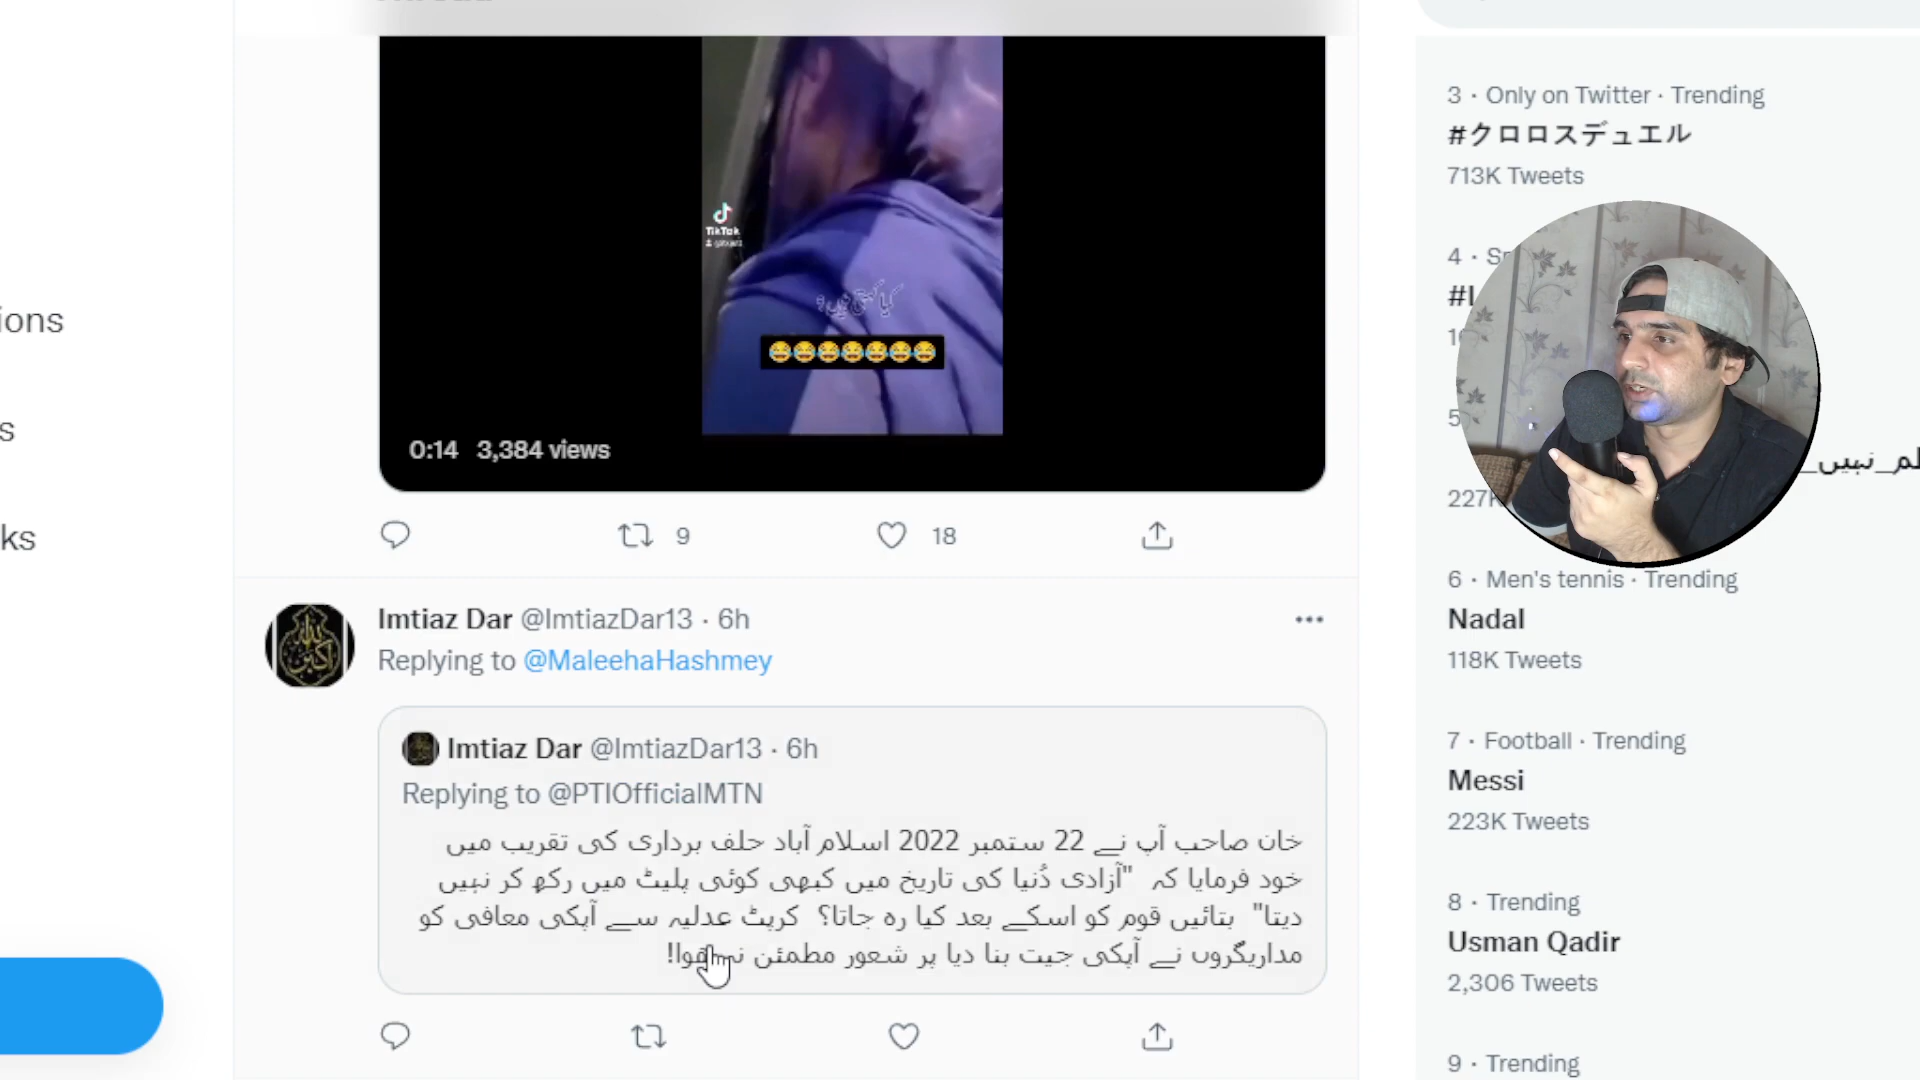 TikTok
😂😂😂😂😂😂😂
0:14 3,384 views
9 18
Imtiaz Dar @ImtiazDar13 · 6h
Replying to @MaleehaHashmey
Imtiaz Dar @ImtiazDar13 · 6h
Replying to @PTIOfficialMTN
خان صاحب آپ نے 22 ستمبر 2022 اسلام آباد حلف برداری کی تقریب میں
خود فرمایا کہ "آزادی دُنیا کی تاریخ میں کبھی کوئی پلیٹ میں رکھ کر نہیں
دیتا" بتائیں قوم کو اسکے بعد کیا رہ جاتا؟ کرپٹ عدلیہ سے آپکی معافی کو
مداریگروں نے آپکی جیت بنا دیا پر شعور مطمئن
ions
s
ks
3 · Only on Twitter · Trending
#クロロスデュエル
713K Tweets
4 ·
5
نہیں_
227K
6 · Men's tennis · Trending
Nadal
118K Tweets
7 · Football · Trending
Messi
223K Tweets
8 · Trending
Usman Qadir
2,306 Tweets
9 · Trending